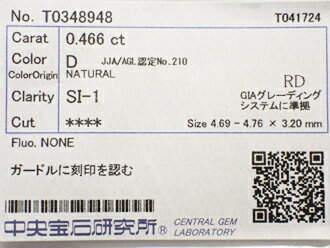 No. T0348948 T041724
Carat 0.466 ct
Color D JJA/AGL認定No.210
ColorOrigin NATURAL
Clarity SI-1 RD
GIAグレーディング
システムに準拠
Cut ****
Size 4.69 - 4.76 × 3.20 mm
Fluo. NONE
ガードルに刻印を認む
中央宝石研究所® CENTRAL GEM
LABORATORY